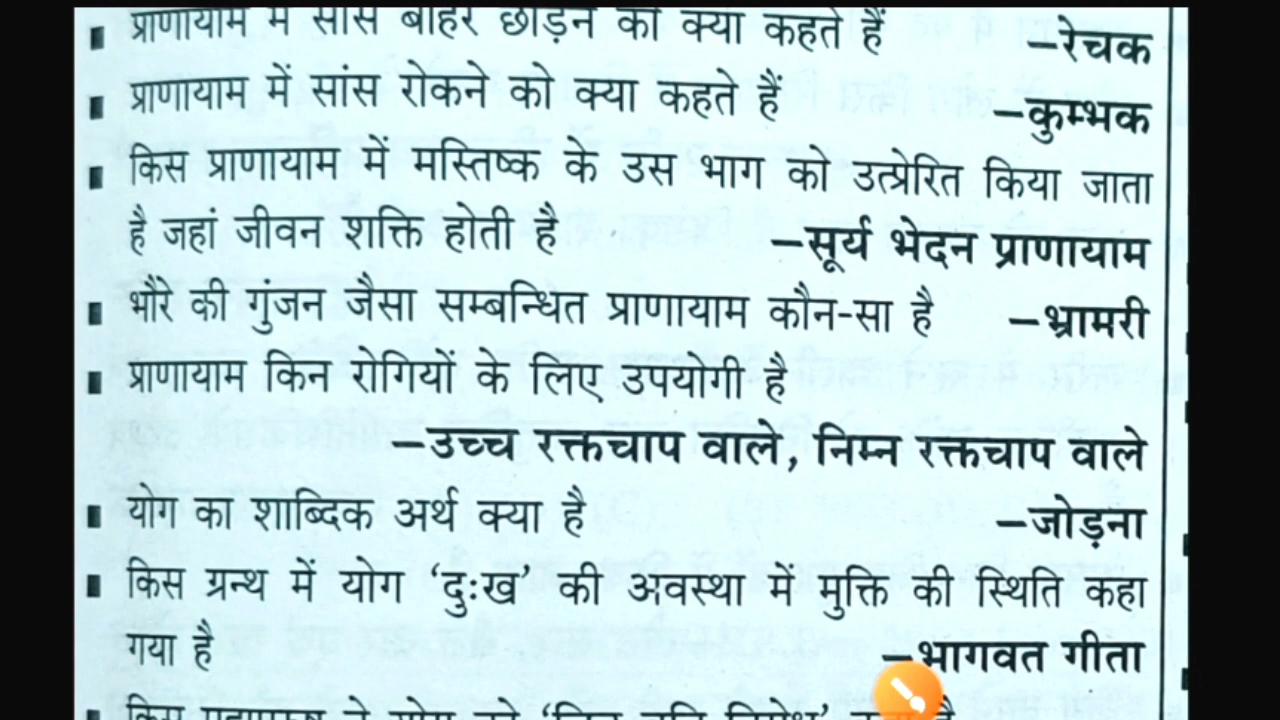 प्राणायाम में सांस बाहर छोड़ने को क्या कहते हैं –रेचक
प्राणायाम में सांस रोकने को क्या कहते हैं –कुम्भक
किस प्राणायाम में मस्तिष्क के उस भाग को उत्प्रेरित किया जाता
है जहां जीवन शक्ति होती है –सूर्य भेदन प्राणायाम
भौंरे की गुंजन जैसा सम्बन्धित प्राणायाम कौन-सा है –भ्रामरी
प्राणायाम किन रोगियों के लिए उपयोगी है
–उच्च रक्तचाप वाले, निम्न रक्तचाप वाले
योग का शाब्दिक अर्थ क्या है –जोड़ना
किस ग्रन्थ में योग ‘दुःख’ की अवस्था में मुक्ति की स्थिति कहा
गया है –भागवत गीता